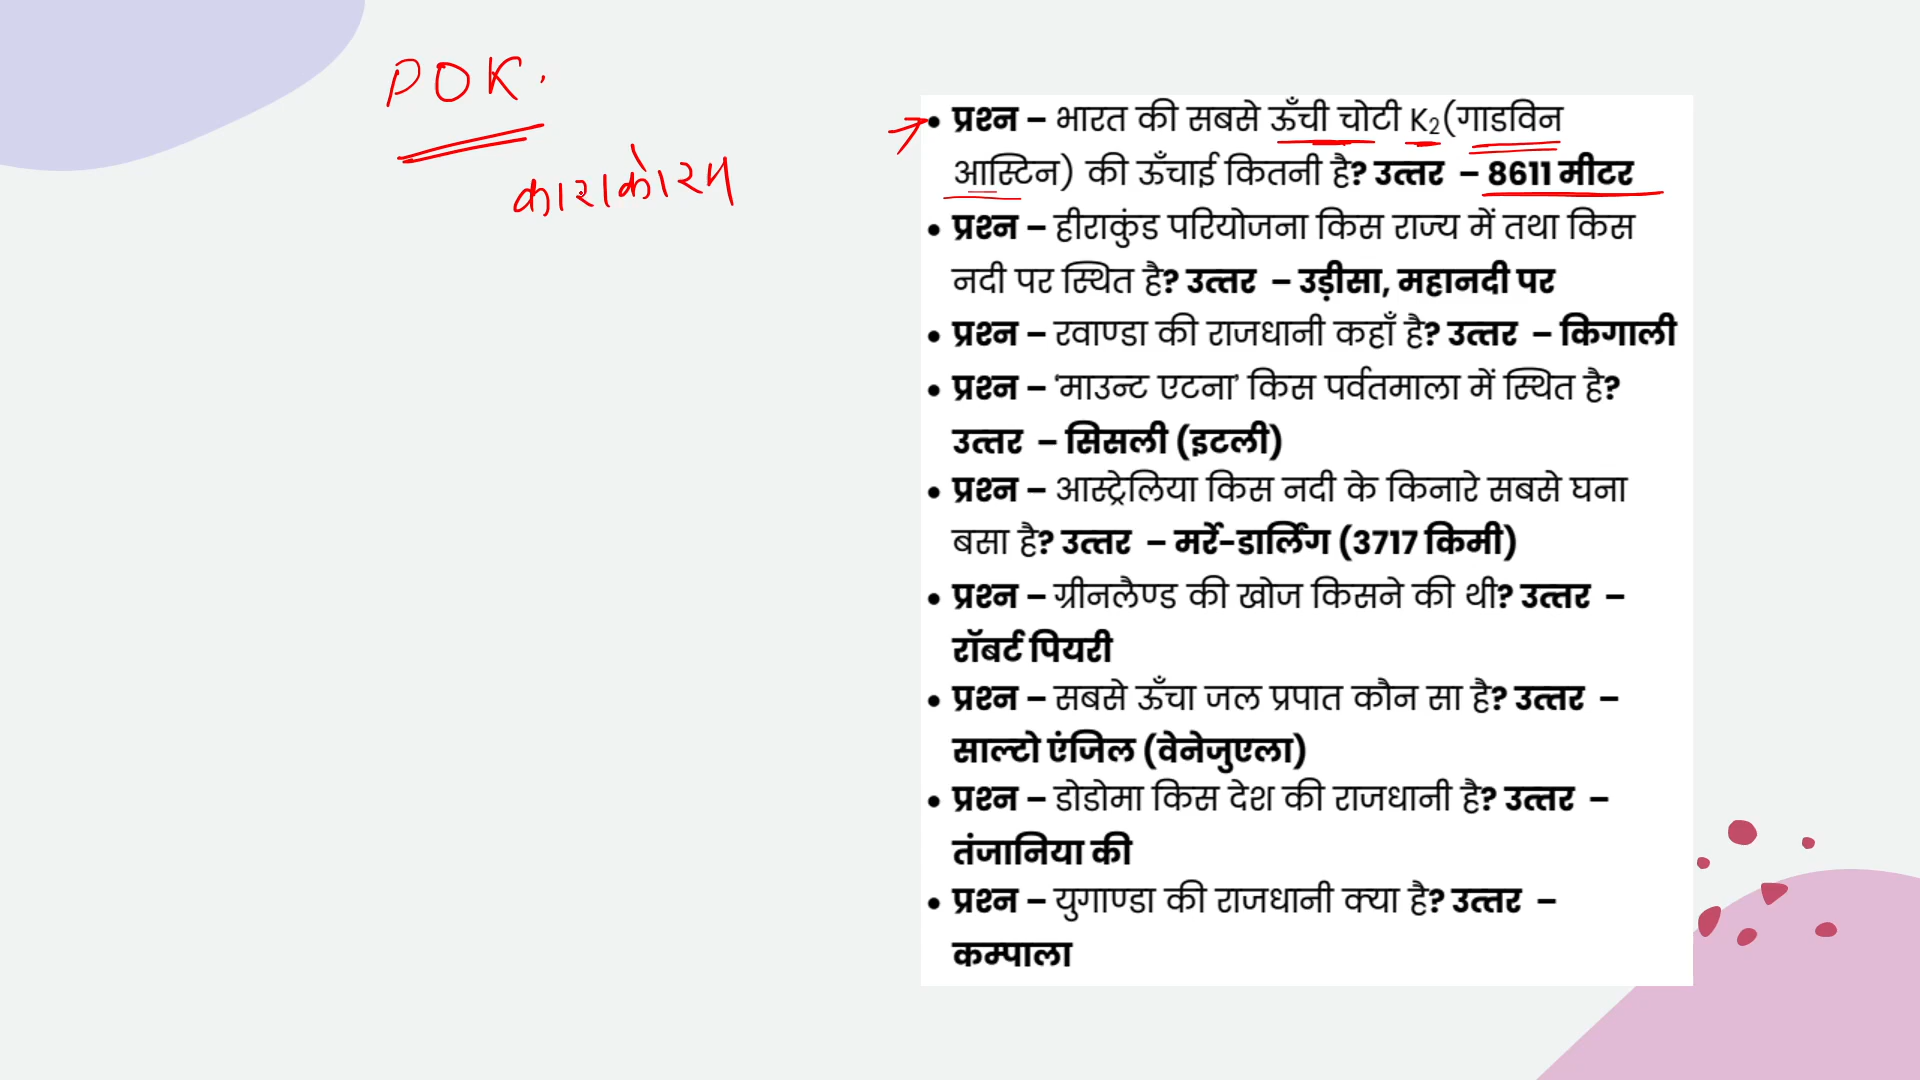 POK.
काराकोरम
• प्रश्न – भारत की सबसे ऊँची चोटी K₂(गाडविन
आस्टिन) की ऊँचाई कितनी है? उत्तर – 8611 मीटर
• प्रश्न – हीराकुंड परियोजना किस राज्य में तथा किस
नदी पर स्थित है? उत्तर – उड़ीसा, महानदी पर
• प्रश्न – रवाण्डा की राजधानी कहाँ है? उत्तर – किगाली
• प्रश्न – ‘माउन्ट एटना’ किस पर्वतमाला में स्थित है?
उत्तर – सिसली (इटली)
• प्रश्न – आस्ट्रेलिया किस नदी के किनारे सबसे घना
बसा है? उत्तर – मर्रे-डार्लिंग (3717 किमी)
• प्रश्न – ग्रीनलैण्ड की खोज किसने की थी? उत्तर –
रॉबर्ट पियरी
• प्रश्न – सबसे ऊँचा जल प्रपात कौन सा है? उत्तर –
साल्टो एंजिल (वेनेजुएला)
• प्रश्न – डोडोमा किस देश की राजधानी है? उत्तर –
तंजानिया की
• प्रश्न – युगाण्डा की राजधानी क्या है? उत्तर –
कम्पाला